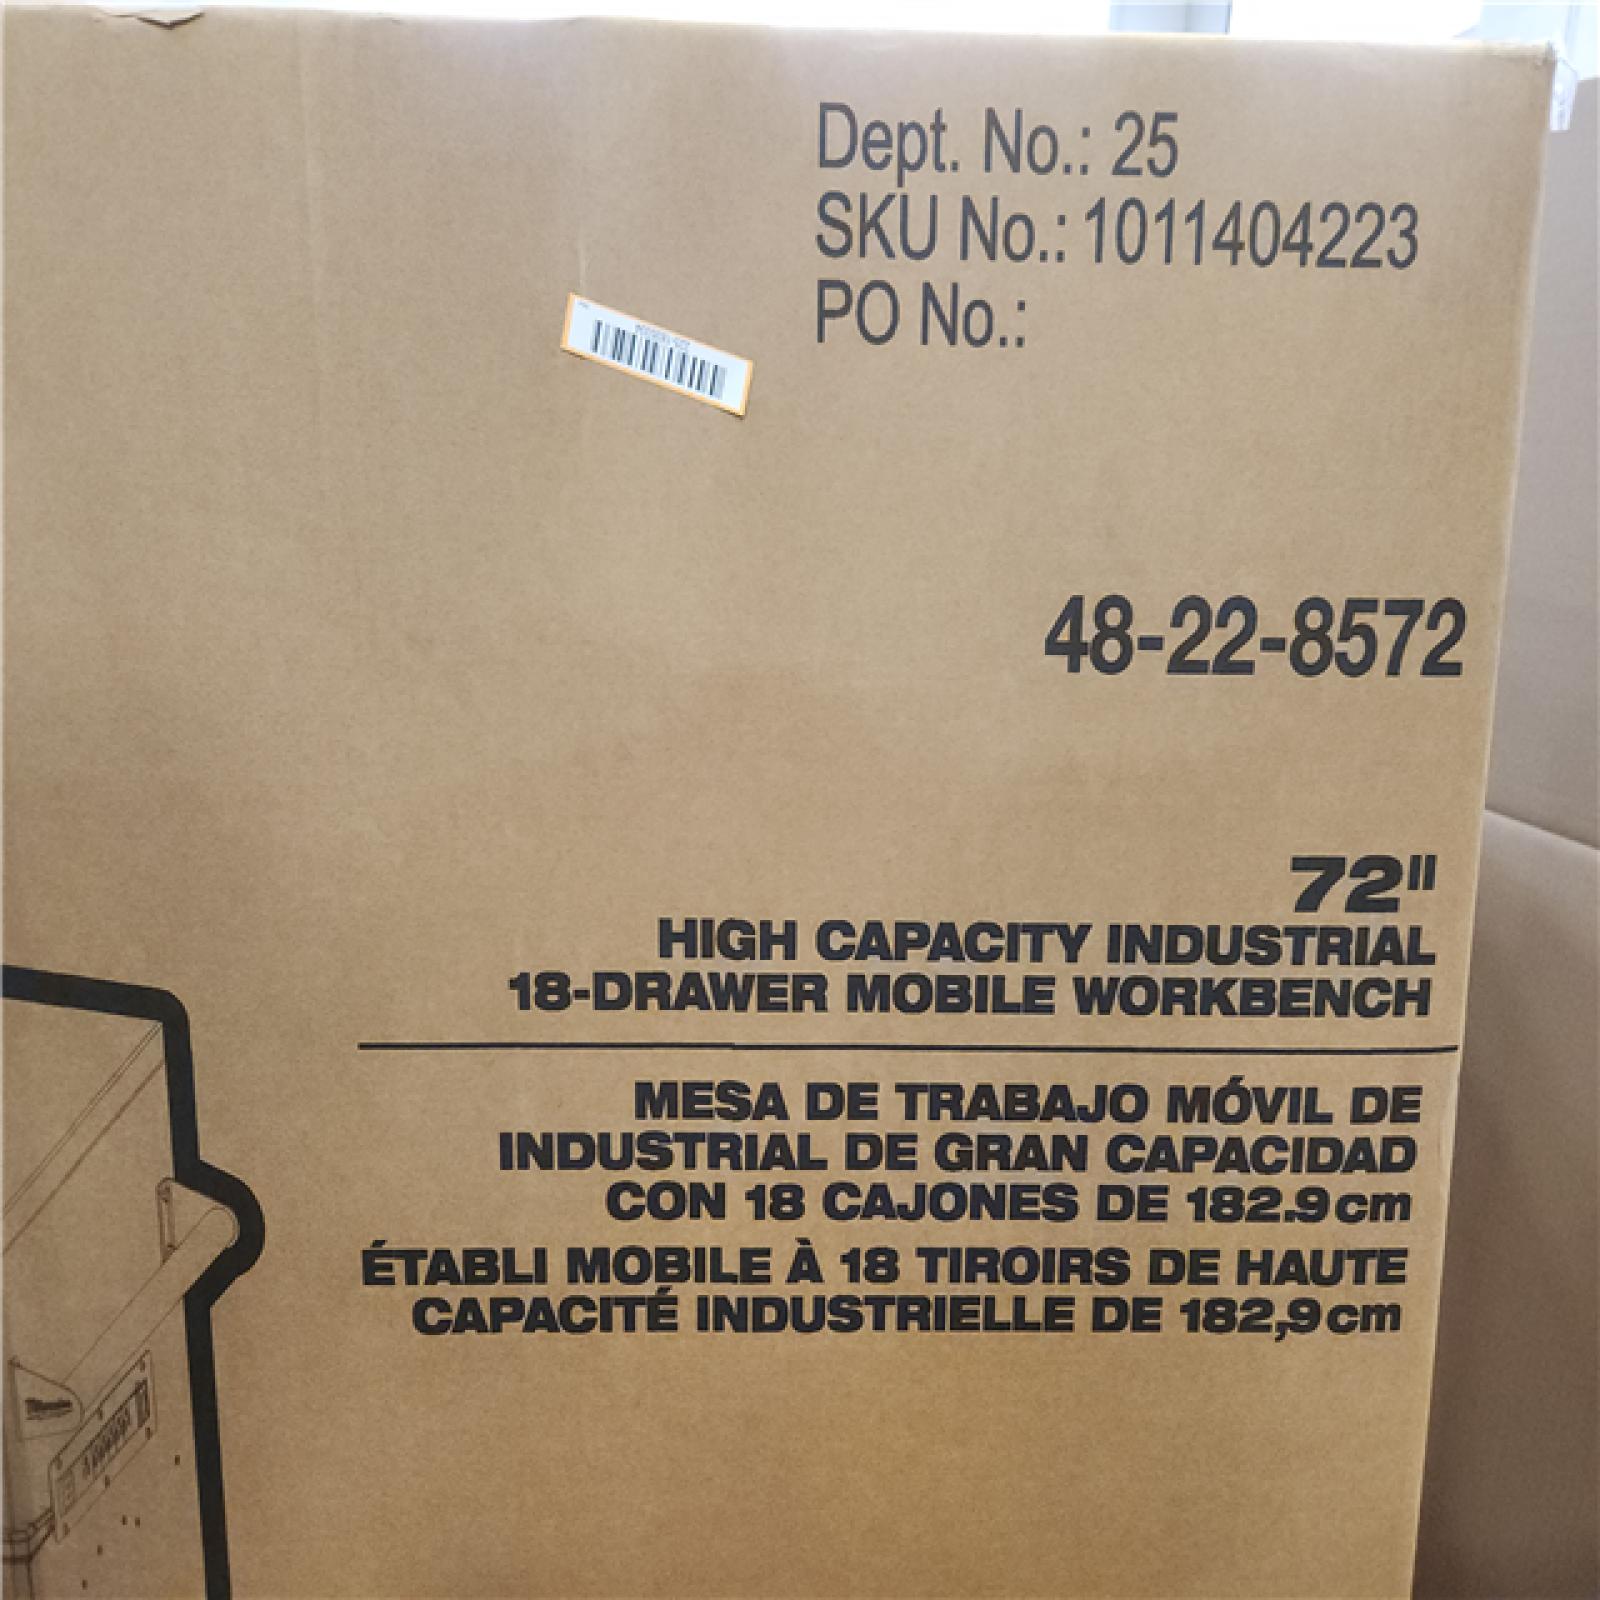 Dept. No.: 25
SKU No.: 1011404223
PO No.:
48-22-8572
72"
HIGH CAPACITY INDUSTRIAL
18-DRAWER MOBILE WORKBENCH
MESA DE TRABAJO MÓVIL DE
INDUSTRIAL DE GRAN CAPACIDAD
CON 18 CAJONES DE 182.9cm
ÉTABLI MOBILE À 18 TIROIRS DE HAUTE
CAPACITÉ INDUSTRIELLE DE 182,9cm
Milwaukee